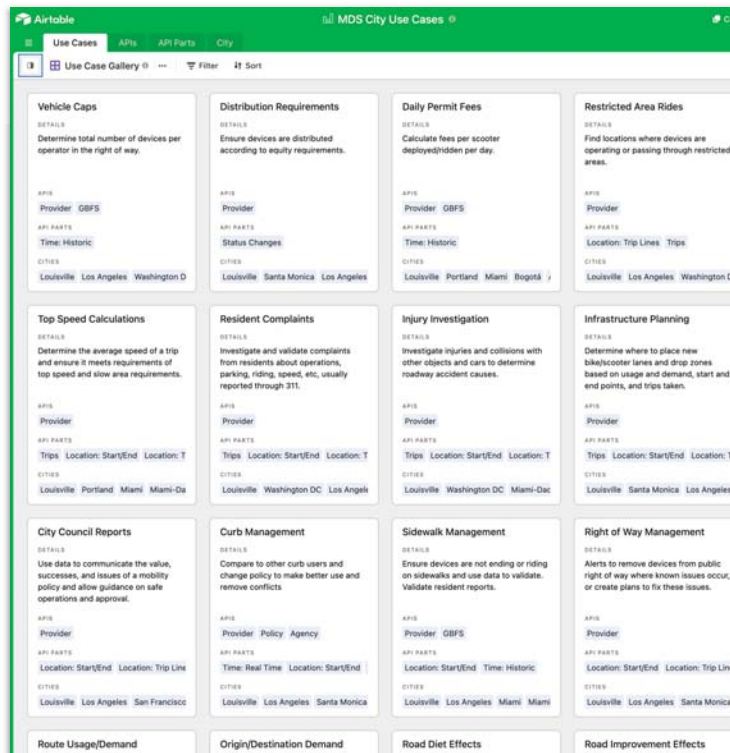 Airtable
MDS City Use Cases
Use Cases APIs API Parts City
Use Case Gallery ... Filter Sort
Vehicle Caps
DETAILS
Determine total number of devices per
operator in the right of way.
APIS
Provider GBFS
API PARTS
Time: Historic
CITIES
Louisville Los Angeles Washington D
Distribution Requirements
DETAILS
Ensure devices are distributed
according to equity requirements.
APIS
Provider
API PARTS
Status Changes
CITIES
Louisville Santa Monica Los Angeles
Daily Permit Fees
DETAILS
Calculate fees per scooter
deployed/ridden per day.
APIS
Provider GBFS
API PARTS
Time: Historic
CITIES
Louisville Portland Miami Bogotá
Restricted Area Rides
DETAILS
Find locations where devices are
operating or passing through restricted
areas.
APIS
Provider
API PARTS
Location: Trip Lines Trips
CITIES
Louisville Los Angeles Washington D
Top Speed Calculations
DETAILS
Determine the average speed of a trip
and ensure it meets requirements of
top speed and slow area requirements.
APIS
Provider
API PARTS
Trips Location: Start/End Location: T
CITIES
Louisville Portland Miami Miami-Da
Resident Complaints
DETAILS
Investigate and validate complaints
from residents about operations,
parking, riding, speed, etc, usually
reported through 311.
APIS
Provider
API PARTS
Trips Location: Start/End Location: T
CITIES
Louisville Washington DC Los Angele
Injury Investigation
DETAILS
Investigate injuries and collisions with
other objects and cars to determine
roadway accident causes.
APIS
Provider
API PARTS
Trips Location: Start/End Location: T
CITIES
Louisville Washington DC Miami-Dad
Infrastructure Planning
DETAILS
Determine where to place new
bike/scooter lanes and drop zones
based on usage and demand, start and
end points, and trips taken.
APIS
Provider
API PARTS
Trips Location: Start/End Location: T
CITIES
Louisville Santa Monica Los Angeles
City Council Reports
DETAILS
Use data to communicate the value,
successes, and issues of a mobility
policy and allow guidance on safe
operations and approval.
APIS
Provider
API PARTS
Location: Start/End Location: Trip Line
CITIES
Louisville Los Angeles San Francisco
Curb Management
DETAILS
Compare to other curb users and
change policy to make better use and
remove conflicts
APIS
Provider Policy Agency
API PARTS
Time: Real Time Location: Start/End
CITIES
Louisville Los Angeles Santa Monica
Sidewalk Management
DETAILS
Ensure devices are not ending or riding
on sidewalks and use data to validate.
Validate resident reports.
APIS
Provider GBFS
API PARTS
Location: Start/End Time: Historic
CITIES
Louisville Los Angeles Miami Miami
Right of Way Management
DETAILS
Alerts to remove devices from public
right of way where known issues occur,
or create plans to fix these issues.
APIS
Provider
API PARTS
Location: Start/End Location: Trip Lin
CITIES
Louisville Los Angeles Santa Monica
Route Usage/Demand
Origin/Destination Demand
Road Diet Effects
Road Improvement Effects